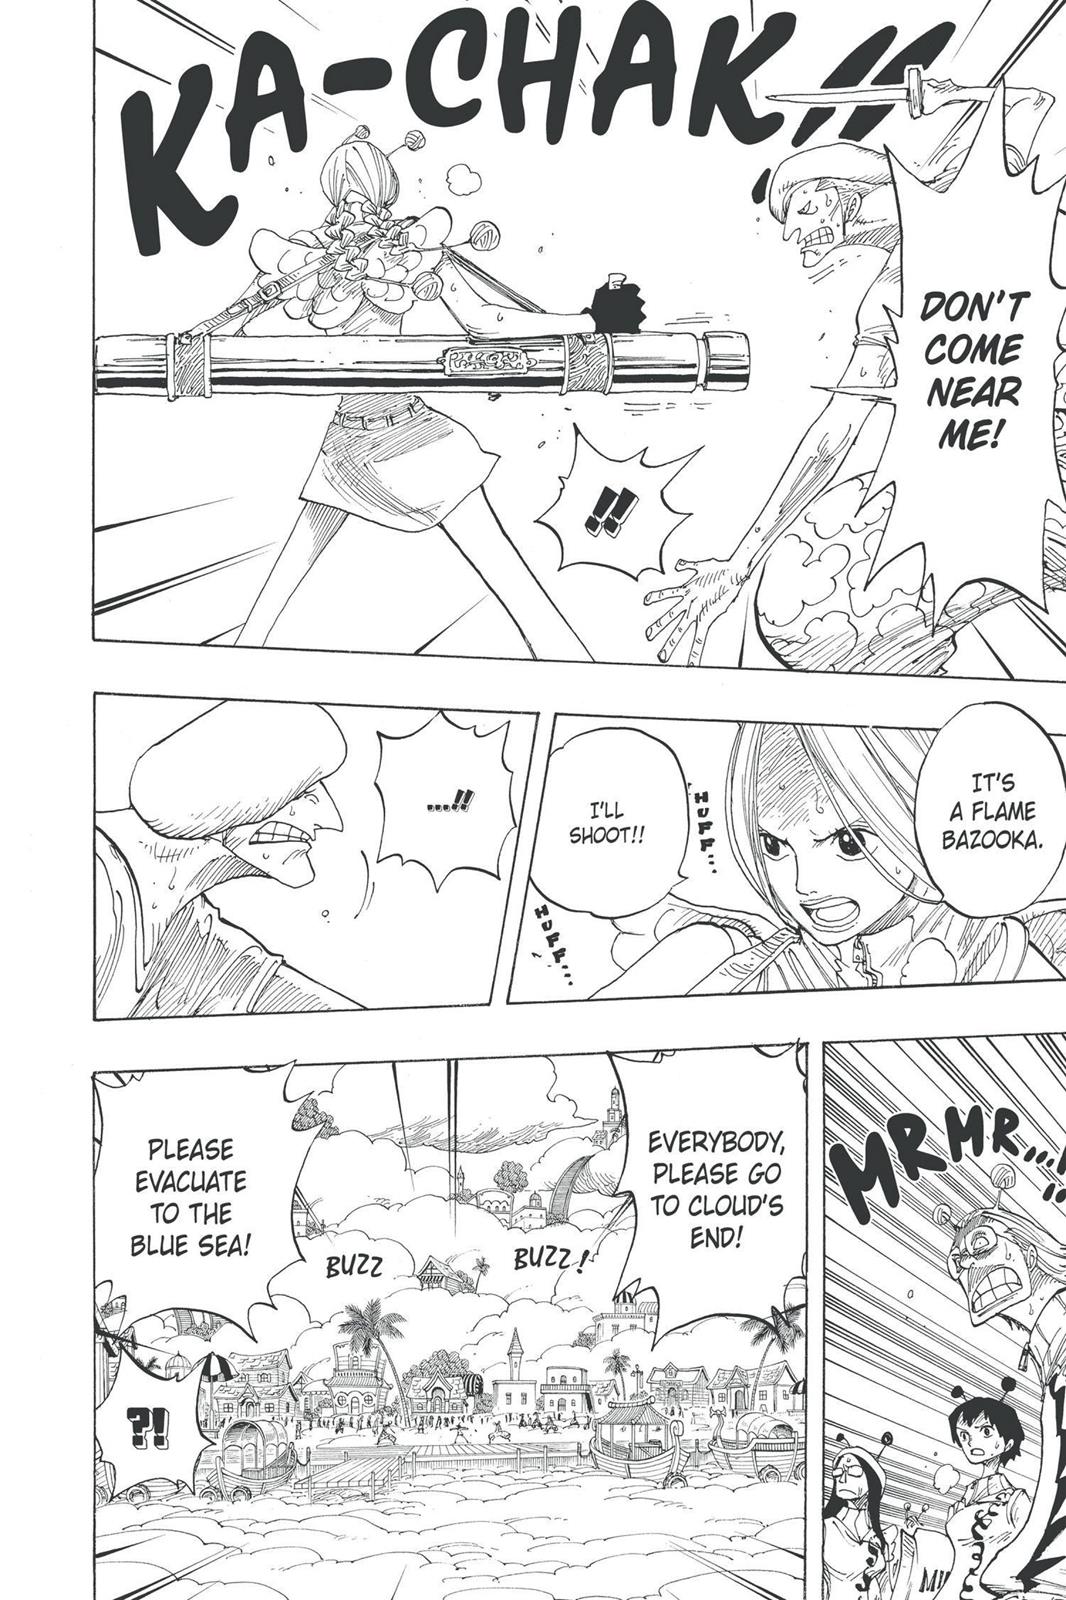 KA-CHAK!!
DON'T
COME
NEAR
ME!
!!
IT'S
A FLAME
BAZOOKA.
HUFF...
I'LL
SHOOT!!
HUFF...
....!!
MRMR...!!
EVERYBODY,
PLEASE GO
TO CLOUD'S
END!
BUZZ!
BUZZ
PLEASE
EVACUATE
TO THE
BLUE SEA!
?!